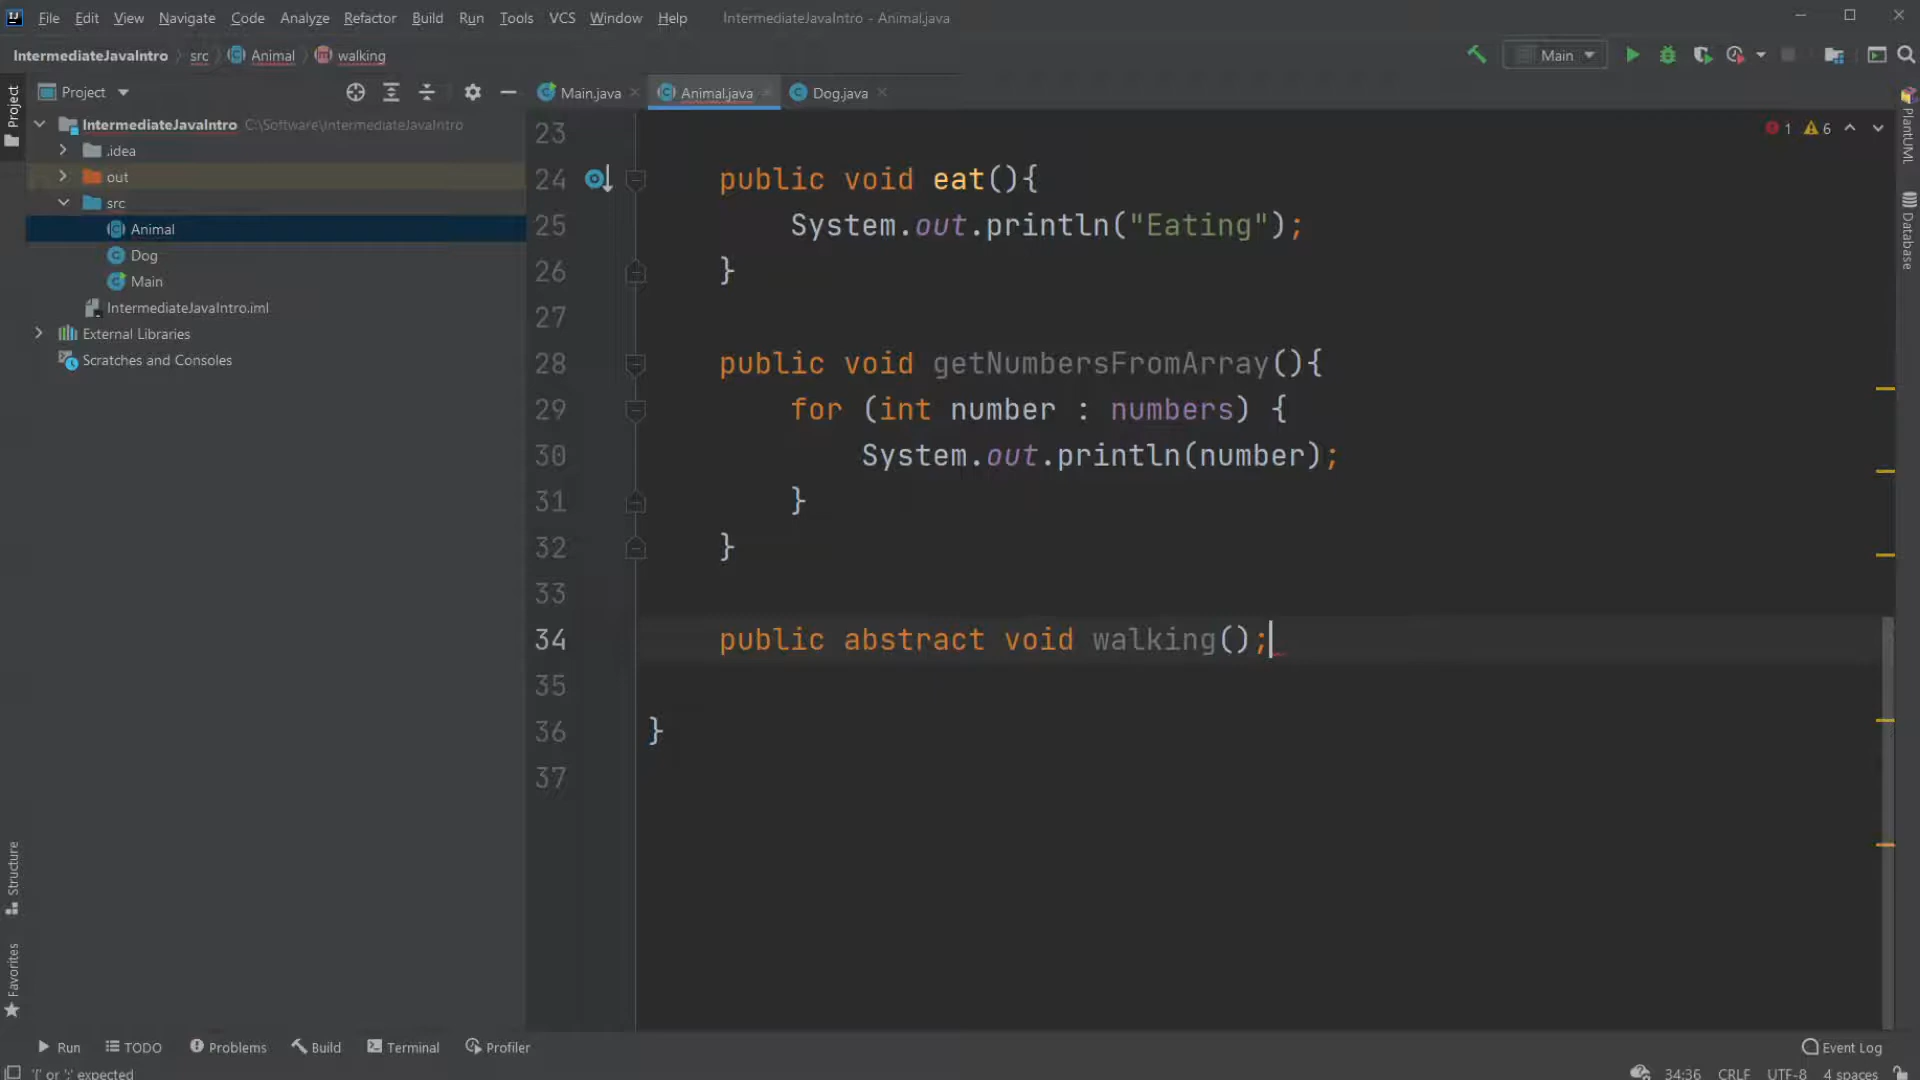 File Edit View Navigate Code Analyze Refactor Build Run Tools VCS Window Help IntermediateJavaIntro - Animal.java
IntermediateJavaIntro src Animal walking Main
Project
Main.java Animal.java Dog.java
Project
IntermediateJavaIntro C:\Software\IntermediateJavaIntro
.idea
out
src
Animal
Dog
Main
IntermediateJavaIntro.iml
External Libraries
Scratches and Consoles
1 6
23
24 public void eat(){
25 System.out.println("Eating");
26 }
27
28 public void getNumbersFromArray(){
29 for (int number : numbers) {
30 System.out.println(number);
31 }
32 }
33
34 public abstract void walking();
35
36 }
37
PlantUML
Database
Structure
Favorites
Run TODO Problems Build Terminal Profiler Event Log
34:36 CRLF UTF-8 4 spaces